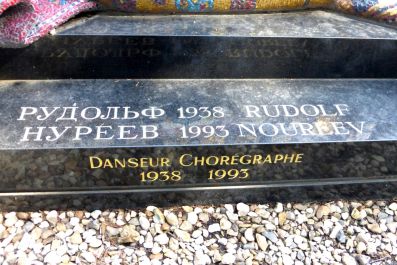 РУДОЛЬФ 1938 RUDOLF
НУРЕЕВ 1993 NOUREEV
DANSEUR CHORÉGRAPHE
1938 1993